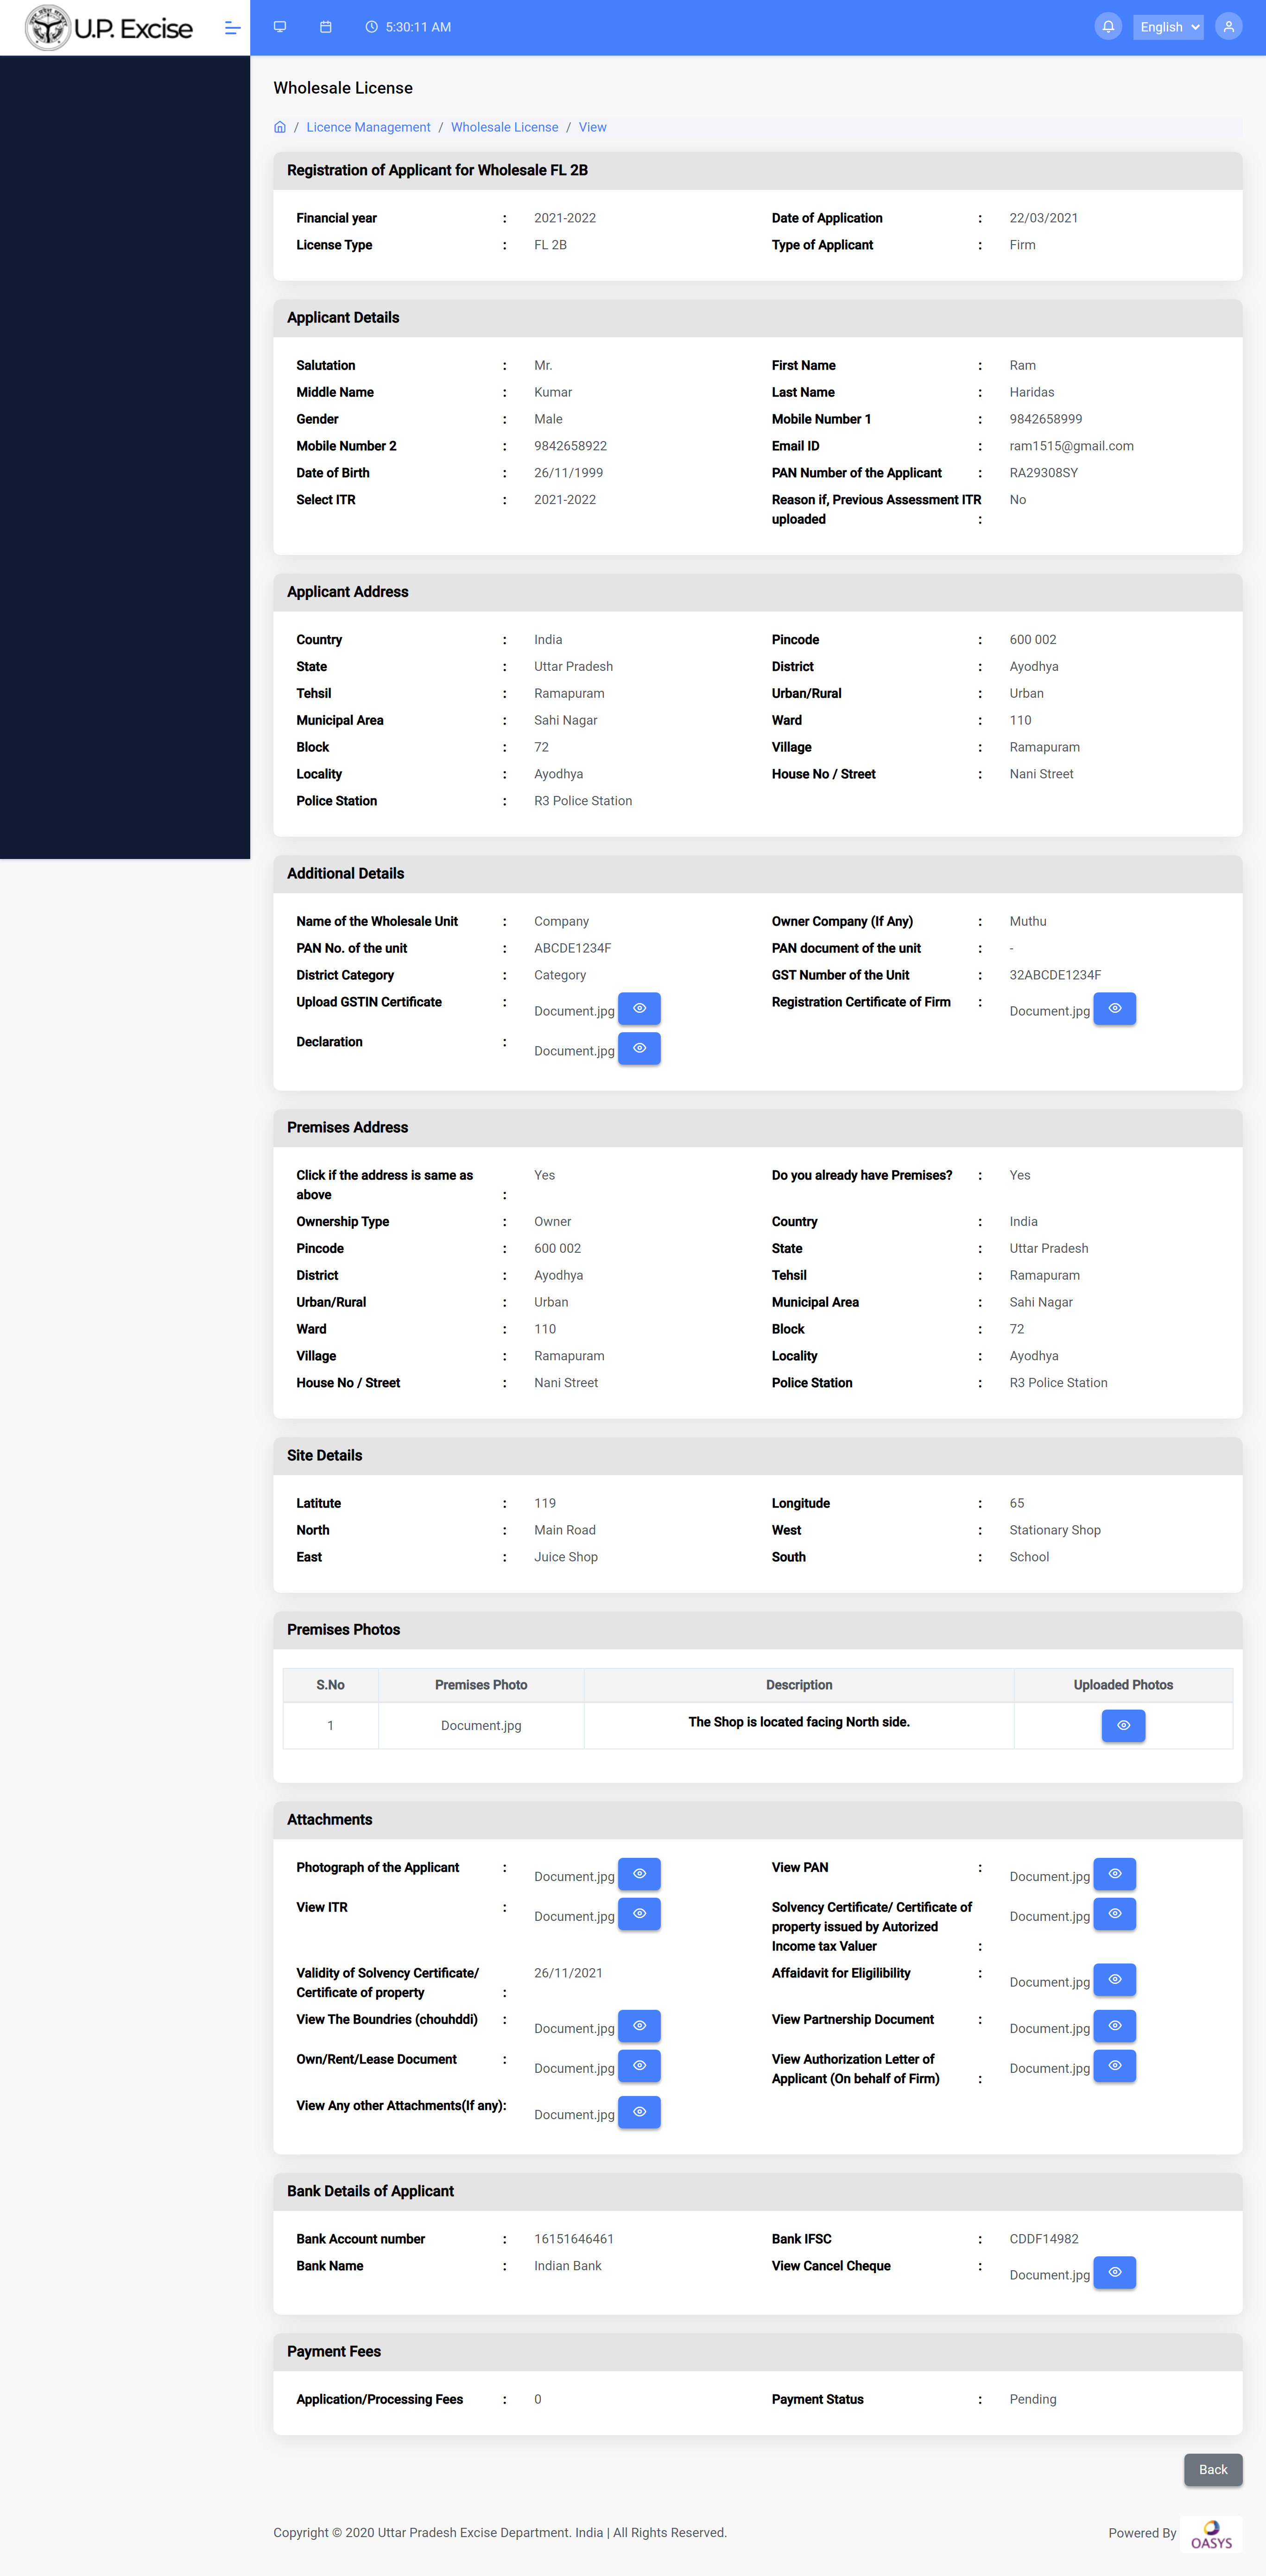 U.P. Excise
5:30:11 AM
English
Wholesale License
/ Licence Management / Wholesale License / View
Registration of Applicant for Wholesale FL 2B
Financial year : 2021-2022 Date of Application : 22/03/2021
License Type : FL 2B Type of Applicant : Firm
Applicant Details
Salutation : Mr. First Name : Ram
Middle Name : Kumar Last Name : Haridas
Gender : Male Mobile Number 1 : 9842658999
Mobile Number 2 : 9842658922 Email ID : ram1515@gmail.com
Date of Birth : 26/11/1999 PAN Number of the Applicant : RA29308SY
Select ITR : 2021-2022 Reason if, Previous Assessment ITR No
uploaded :
Applicant Address
Country : India Pincode : 600 002
State : Uttar Pradesh District : Ayodhya
Tehsil : Ramapuram Urban/Rural : Urban
Municipal Area : Sahi Nagar Ward : 110
Block : 72 Village : Ramapuram
Locality : Ayodhya House No / Street : Nani Street
Police Station : R3 Police Station
Additional Details
Name of the Wholesale Unit : Company Owner Company (If Any) : Muthu
PAN No. of the unit : ABCDE1234F PAN document of the unit : -
District Category : Category GST Number of the Unit : 32ABCDE1234F
Upload GSTIN Certificate : Document.jpg Registration Certificate of Firm : Document.jpg
Declaration : Document.jpg
Premises Address
Click if the address is same as Yes Do you already have Premises? : Yes
above :
Ownership Type : Owner Country : India
Pincode : 600 002 State : Uttar Pradesh
District : Ayodhya Tehsil : Ramapuram
Urban/Rural : Urban Municipal Area : Sahi Nagar
Ward : 110 Block : 72
Village : Ramapuram Locality : Ayodhya
House No / Street : Nani Street Police Station : R3 Police Station
Site Details
Latitute : 119 Longitude : 65
North : Main Road West : Stationary Shop
East : Juice Shop South : School
Premises Photos
S.No Premises Photo Description Uploaded Photos
1 Document.jpg The Shop is located facing North side.
Attachments
Photograph of the Applicant : Document.jpg View PAN : Document.jpg
View ITR : Document.jpg Solvency Certificate/ Certificate of Document.jpg
property issued by Autorized
Income tax Valuer :
Validity of Solvency Certificate/ 26/11/2021 Affaidavit for Eligilibility : Document.jpg
Certificate of property :
View The Boundries (chouhddi) : Document.jpg View Partnership Document : Document.jpg
Own/Rent/Lease Document : Document.jpg View Authorization Letter of Document.jpg
Applicant (On behalf of Firm) :
View Any other Attachments(If any): Document.jpg
Bank Details of Applicant
Bank Account number : 16151646461 Bank IFSC : CDDF14982
Bank Name : Indian Bank View Cancel Cheque : Document.jpg
Payment Fees
Application/Processing Fees : 0 Payment Status : Pending
Back
Copyright © 2020 Uttar Pradesh Excise Department. India | All Rights Reserved. Powered By OASYS